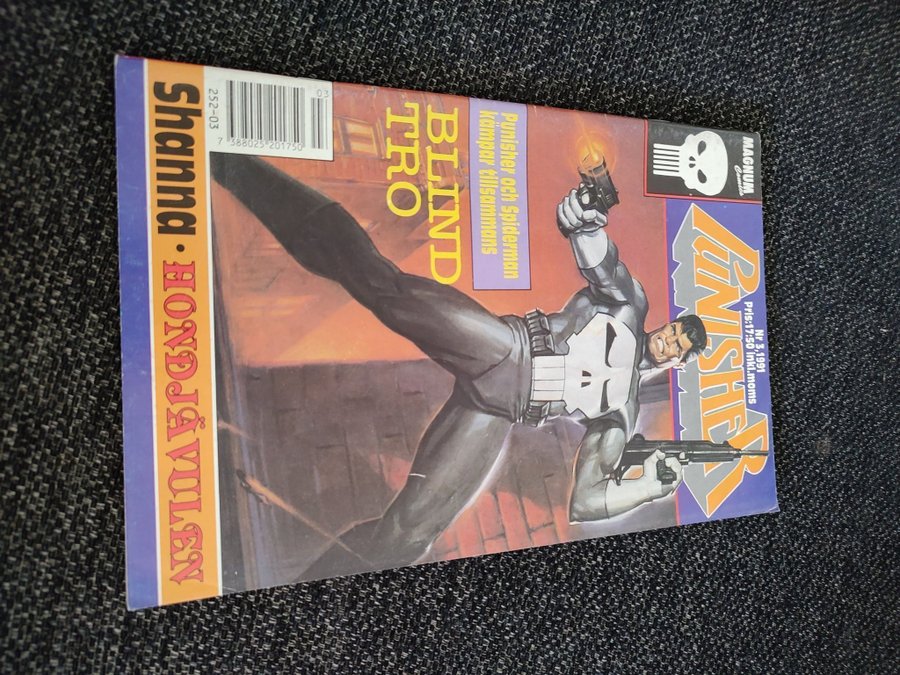 MAGNUM
Comics
PUNISHER
Nr 3.1991
Pris:17:50 inkl.moms
Punisher och Spiderman
kämpar tillsammans
BLIND
TRO
03
7 388025 201750
252-03
Shanna · HONDJÄVULEN